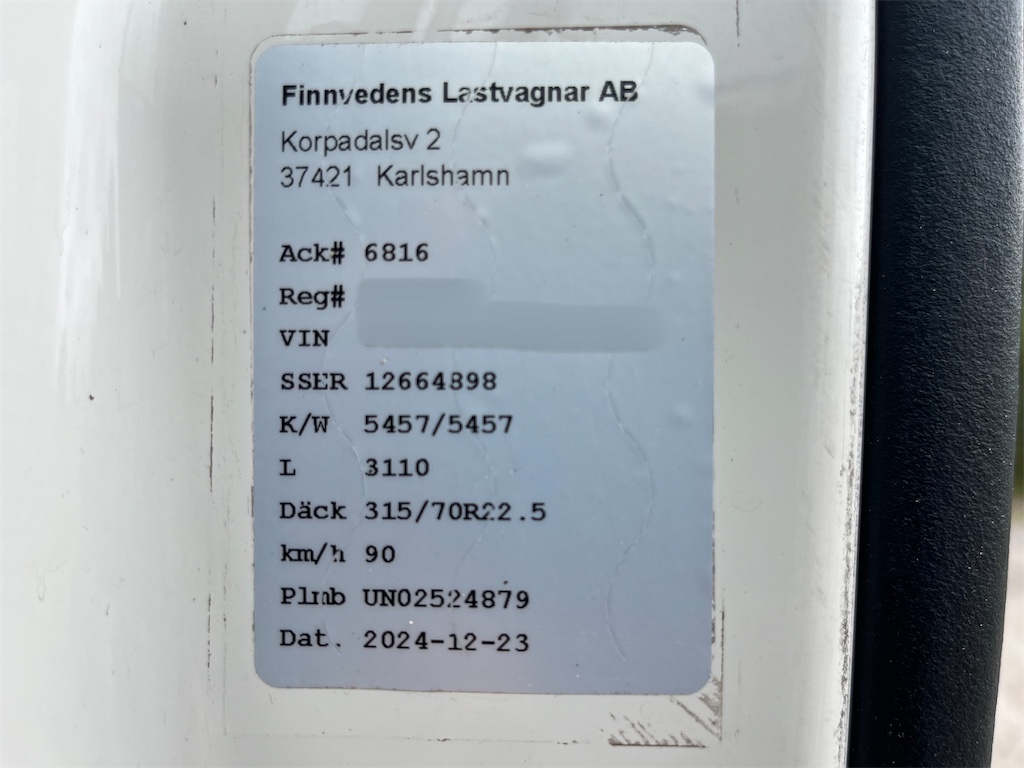 Finnvedens Lastvagnar AB
Korpadalsv 2
37421 Karlshamn
Ack# 6816
Reg#
VIN
SSER 12664898
K/W 5457/5457
L 3110
Däck 315/70R22.5
km/h 90
Plmb UN02524879
Dat. 2024-12-23